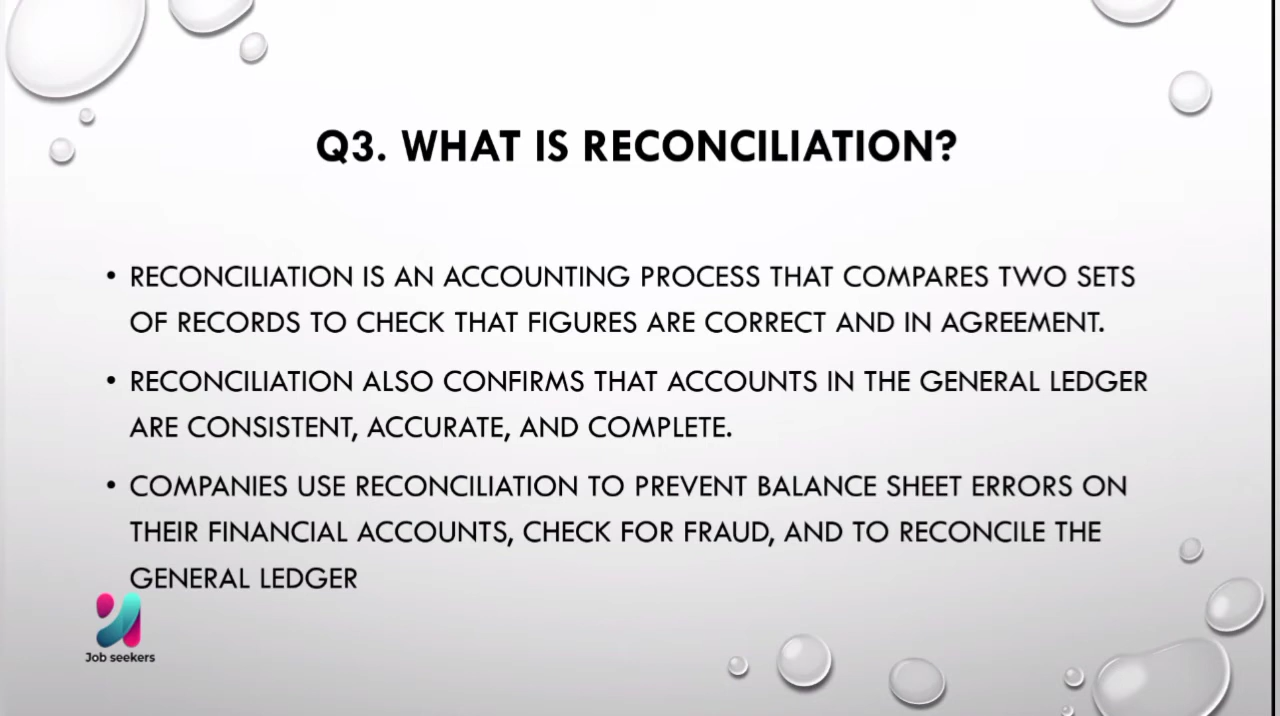 Q3. WHAT IS RECONCILIATION?
• RECONCILIATION IS AN ACCOUNTING PROCESS THAT COMPARES TWO SETS
OF RECORDS TO CHECK THAT FIGURES ARE CORRECT AND IN AGREEMENT.
• RECONCILIATION ALSO CONFIRMS THAT ACCOUNTS IN THE GENERAL LEDGER
ARE CONSISTENT, ACCURATE, AND COMPLETE.
• COMPANIES USE RECONCILIATION TO PREVENT BALANCE SHEET ERRORS ON
THEIR FINANCIAL ACCOUNTS, CHECK FOR FRAUD, AND TO RECONCILE THE
GENERAL LEDGER
Job seekers